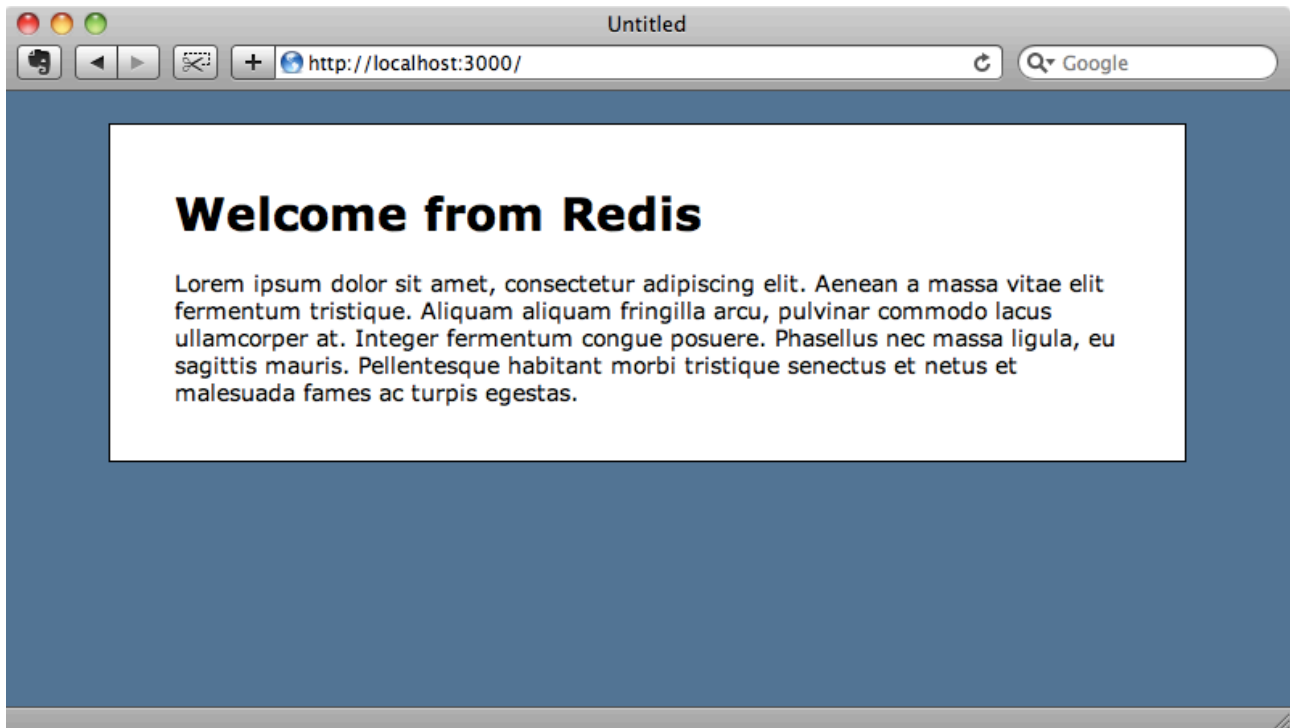 Untitled
http://localhost:3000/
Google
Welcome from Redis
Lorem ipsum dolor sit amet, consectetur adipiscing elit. Aenean a massa vitae elit
fermentum tristique. Aliquam aliquam fringilla arcu, pulvinar commodo lacus
ullamcorper at. Integer fermentum congue posuere. Phasellus nec massa ligula, eu
sagittis mauris. Pellentesque habitant morbi tristique senectus et netus et
malesuada fames ac turpis egestas.